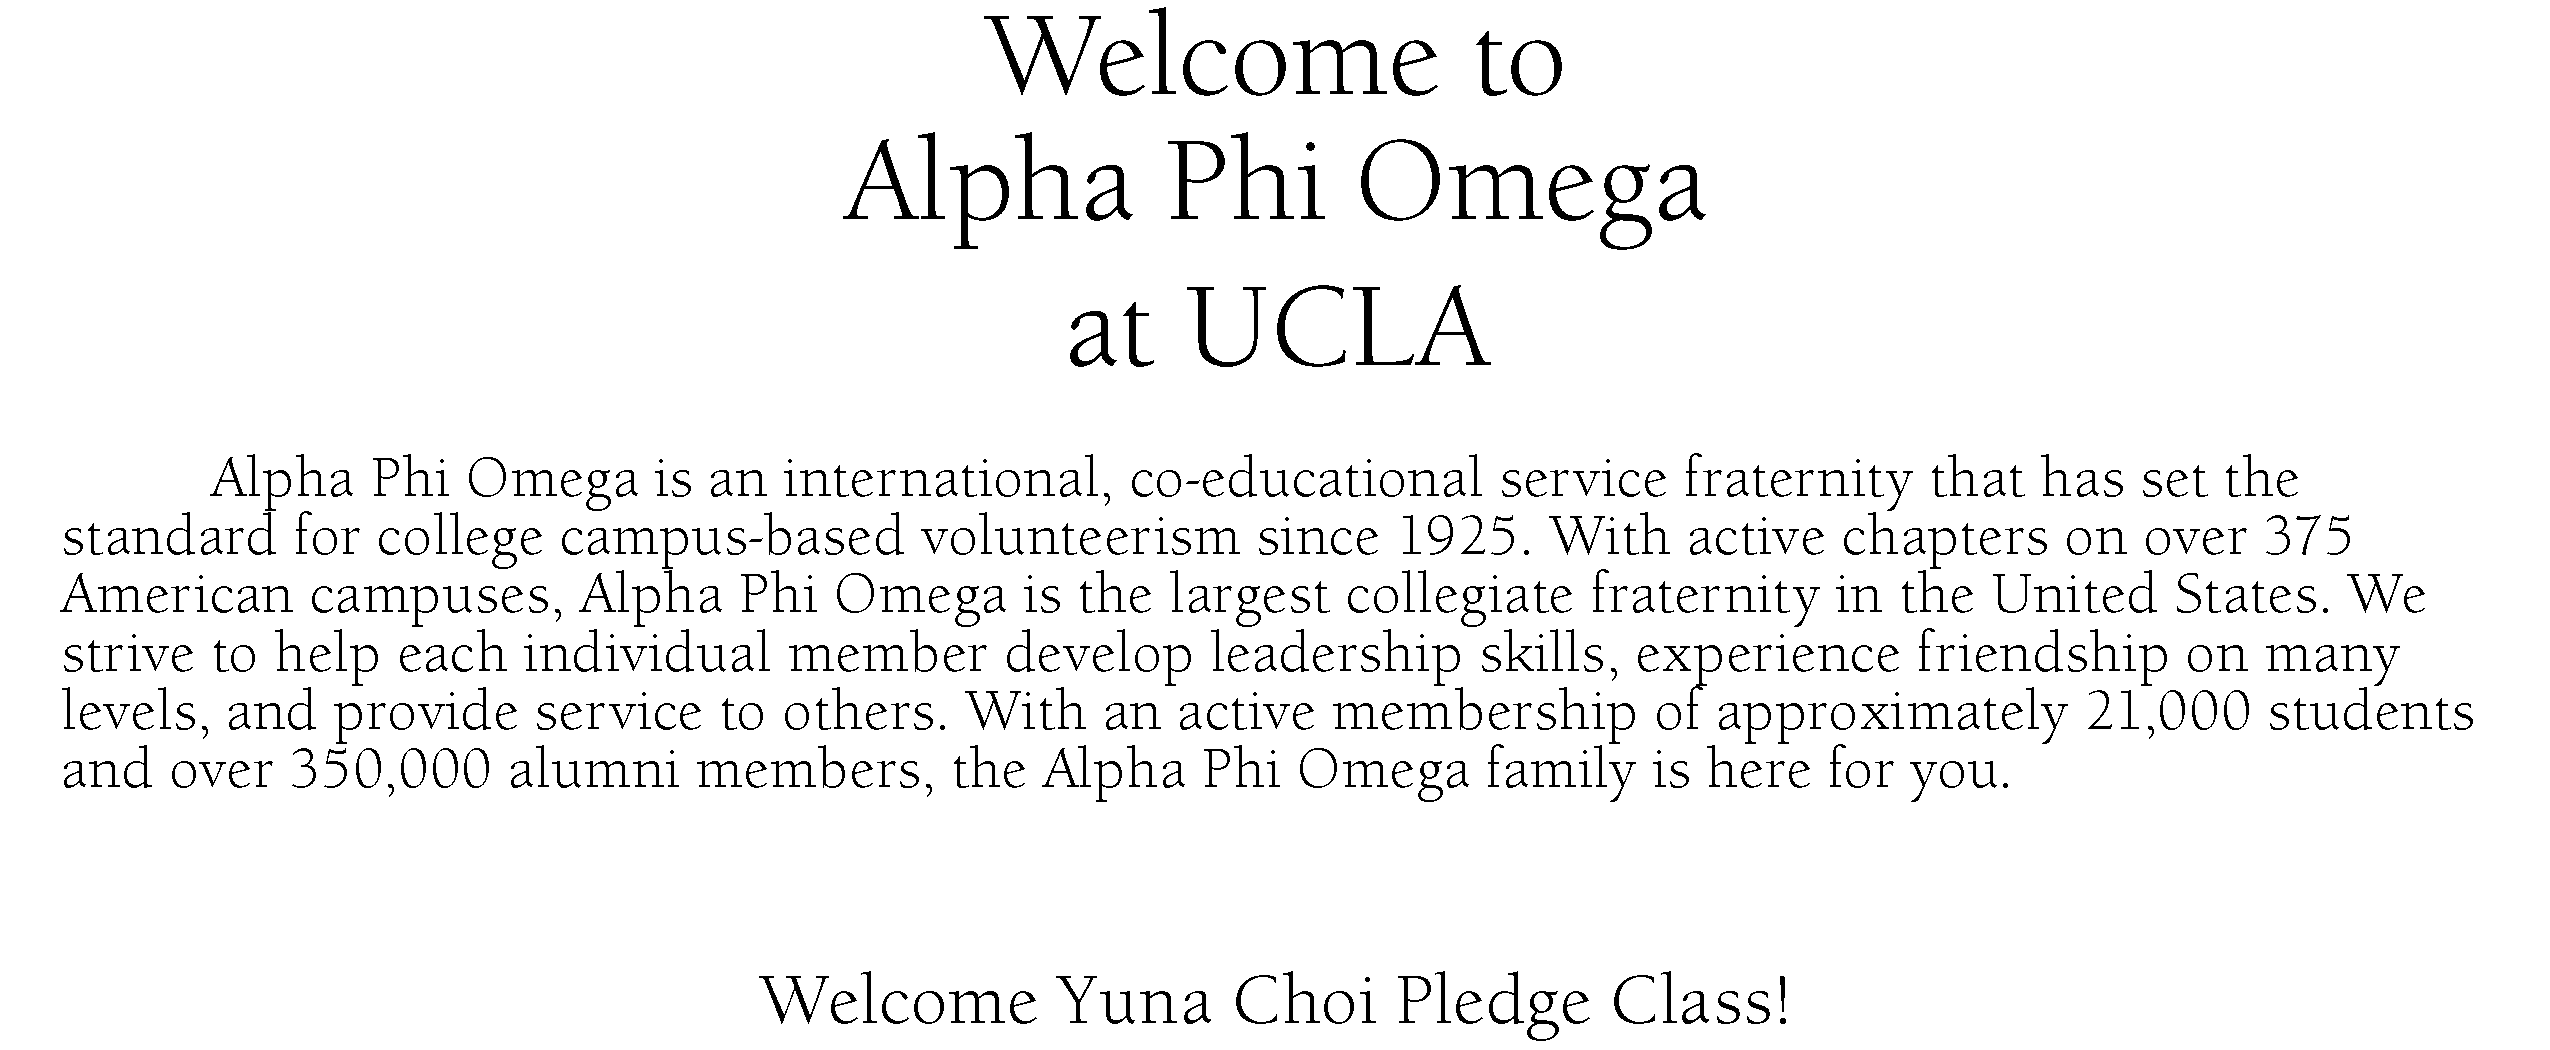 Welcome to
Alpha Phi Omega
at UCLA
Alpha Phi Omega is an international, co-educational service fraternity that has set the
standard for college campus-based volunteerism since 1925. With active chapters on over 375
American campuses, Alpha Phi Omega is the largest collegiate fraternity in the United States. We
strive to help each individual member develop leadership skills, experience friendship on many
levels, and provide service to others. With an active membership of approximately 21,000 students
and over 350,000 alumni members, the Alpha Phi Omega family is here for you.
Welcome Yuna Choi Pledge Class!